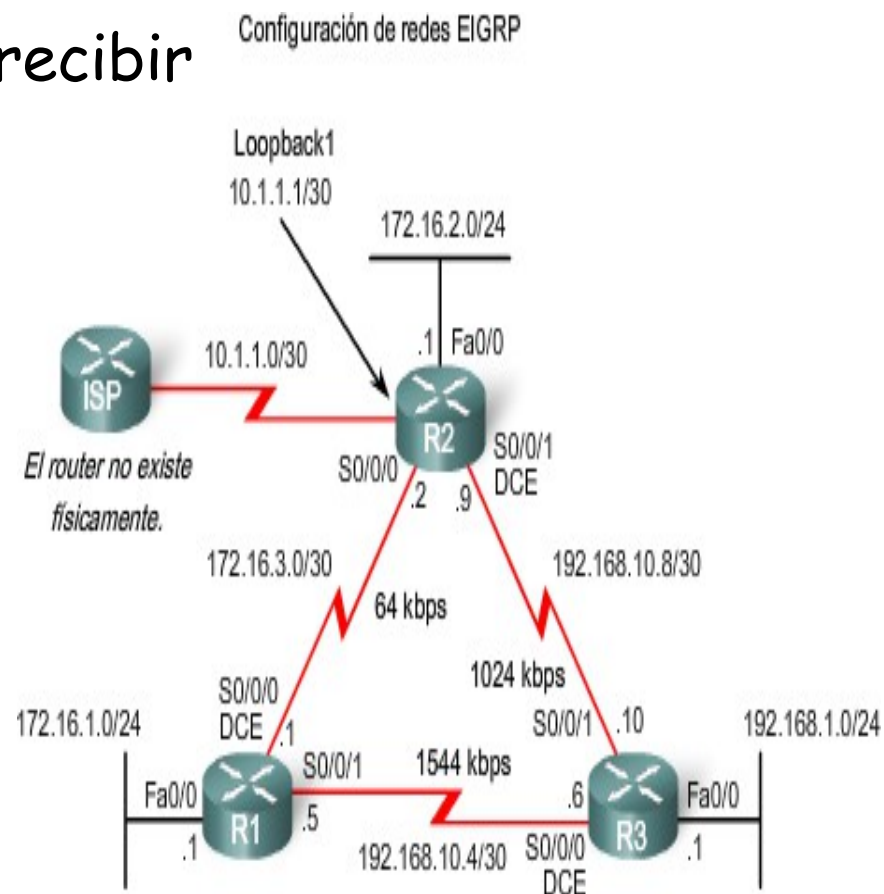 recibir
Configuración de redes EIGRP
Loopback1
10.1.1.1/30
172.16.2.0/24
10.1.1.0/30
.1
Fa0/0
ISP
R2
El router no existe
físicamente.
S0/0/0
S0/0/1
DCE
.2
.9
172.16.3.0/30
192.168.10.8/30
64 kbps
1024 kbps
S0/0/0
DCE
.1
S0/0/1
.10
172.16.1.0/24
192.168.1.0/24
S0/0/1
1544 kbps
Fa0/0
R1
.5
.6
R3
Fa0/0
.1
.1
192.168.10.4/30
S0/0/0
DCE